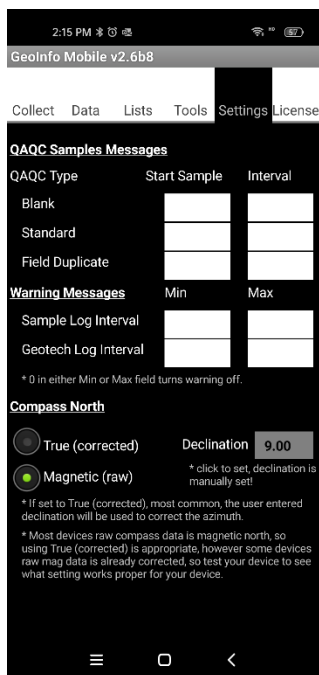 2:15 PM
57
GeoInfo Mobile v2.6b8
Collect Data Lists Tools Settings License
QAQC Samples Messages
QAQC Type Start Sample Interval
Blank
Standard
Field Duplicate
Warning Messages Min Max
Sample Log Interval
Geotech Log Interval
* 0 in either Min or Max field turns warning off.
Compass North
True (corrected) Declination 9.00
Magnetic (raw) * click to set, declination is
manually set!
* If set to True (corrected), most common, the user entered
declination will be used to correct the azimuth.
* Most devices raw compass data is magnetic north, so
using True (corrected) is appropriate, however some devices
raw mag data is already corrected, so test your device to see
what setting works proper for your device.